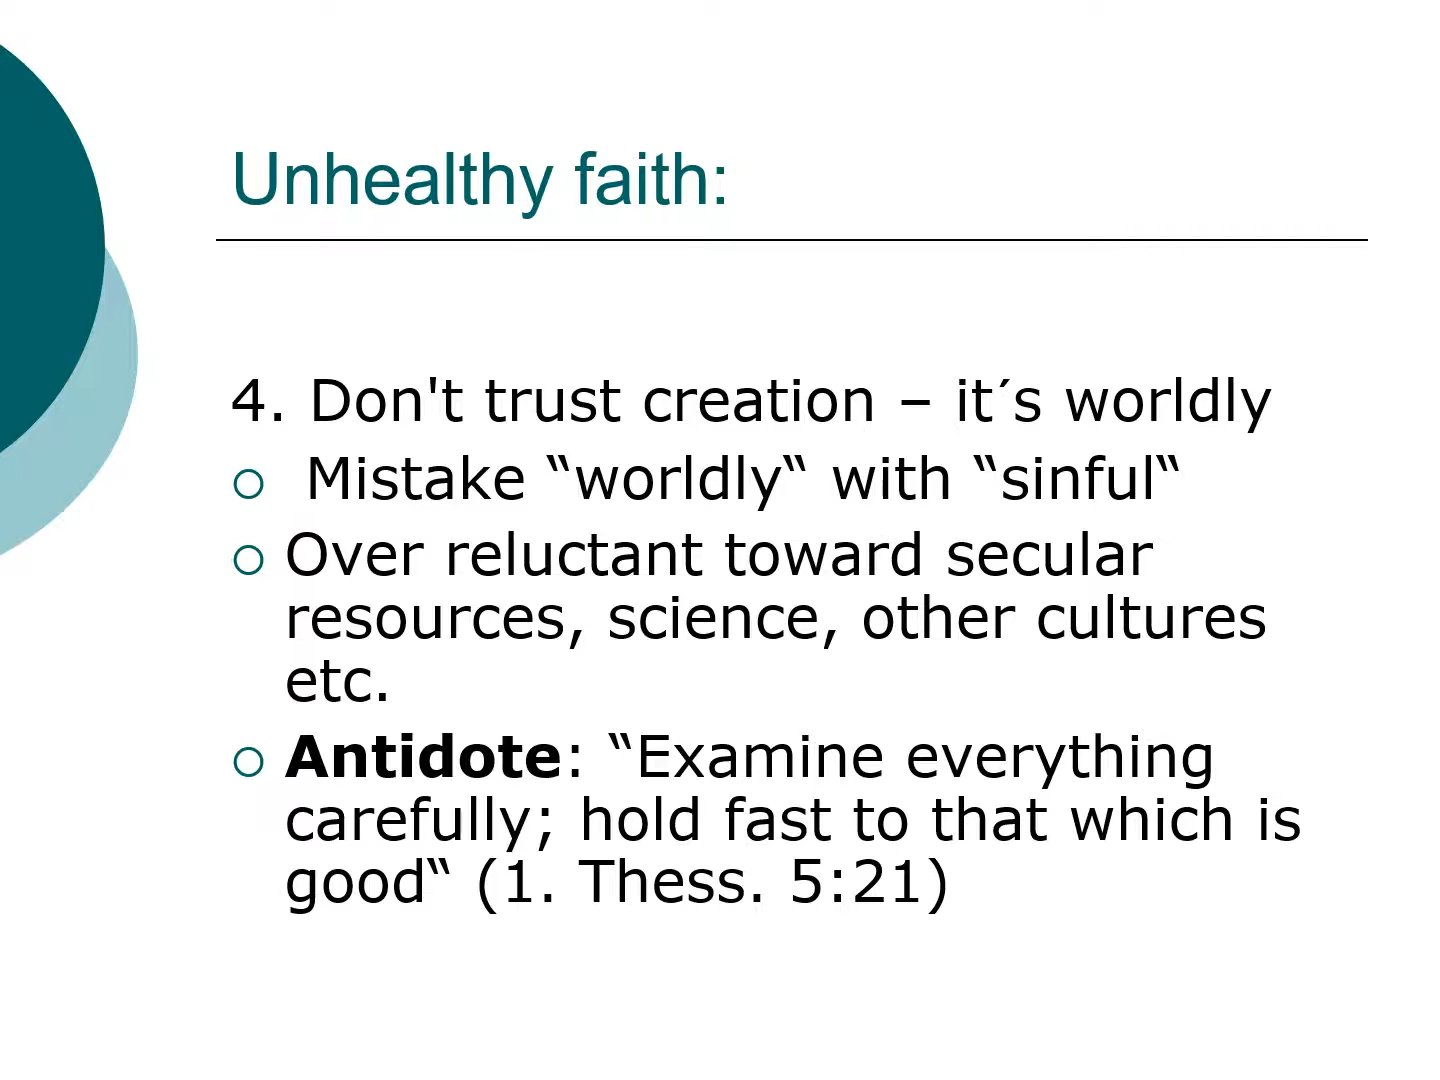 Unhealthy faith:
4. Don't trust creation – it´s worldly
Mistake “worldly“ with “sinful“
Over reluctant toward secular
resources, science, other cultures
etc.
Antidote: “Examine everything
carefully; hold fast to that which is
good“ (1. Thess. 5:21)